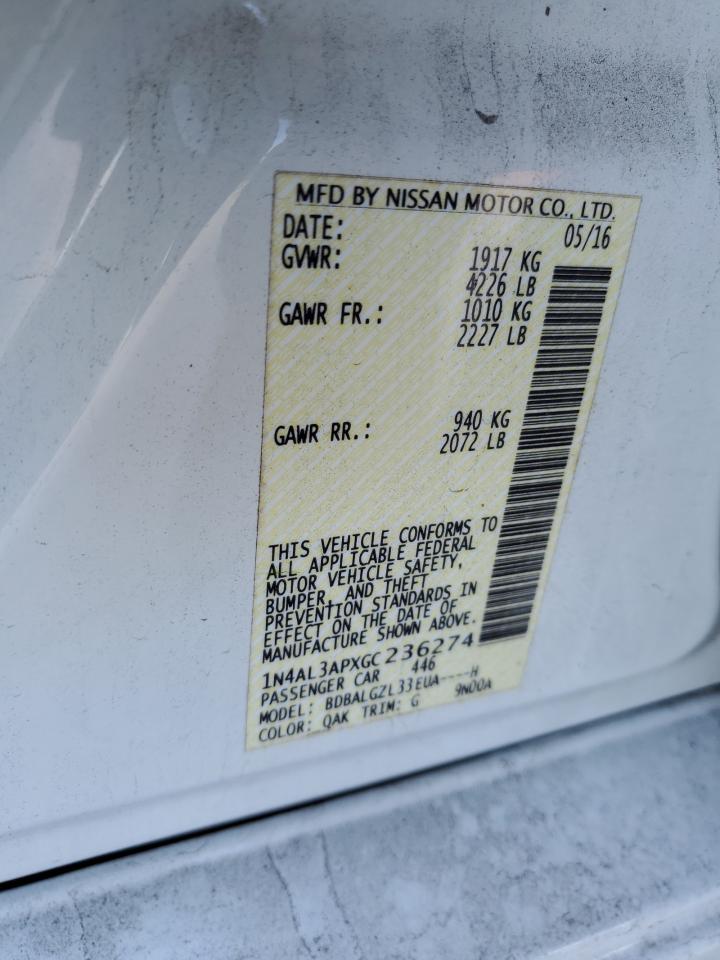 MFD BY NISSAN MOTOR CO., LTD.
DATE: 05/16
GVWR: 1917 KG
4226 LB
GAWR FR.: 1010 KG
2227 LB
GAWR RR.: 940 KG
2072 LB
THIS VEHICLE CONFORMS TO
ALL APPLICABLE FEDERAL
MOTOR VEHICLE SAFETY,
BUMPER, AND THEFT
PREVENTION STANDARDS IN
EFFECT ON THE DATE OF
MANUFACTURE SHOWN ABOVE.
1N4AL3APXGC236274
PASSENGER CAR 446
MODEL: BDBALGZL33EUA----H
COLOR: QAK TRIM: G 9N00A